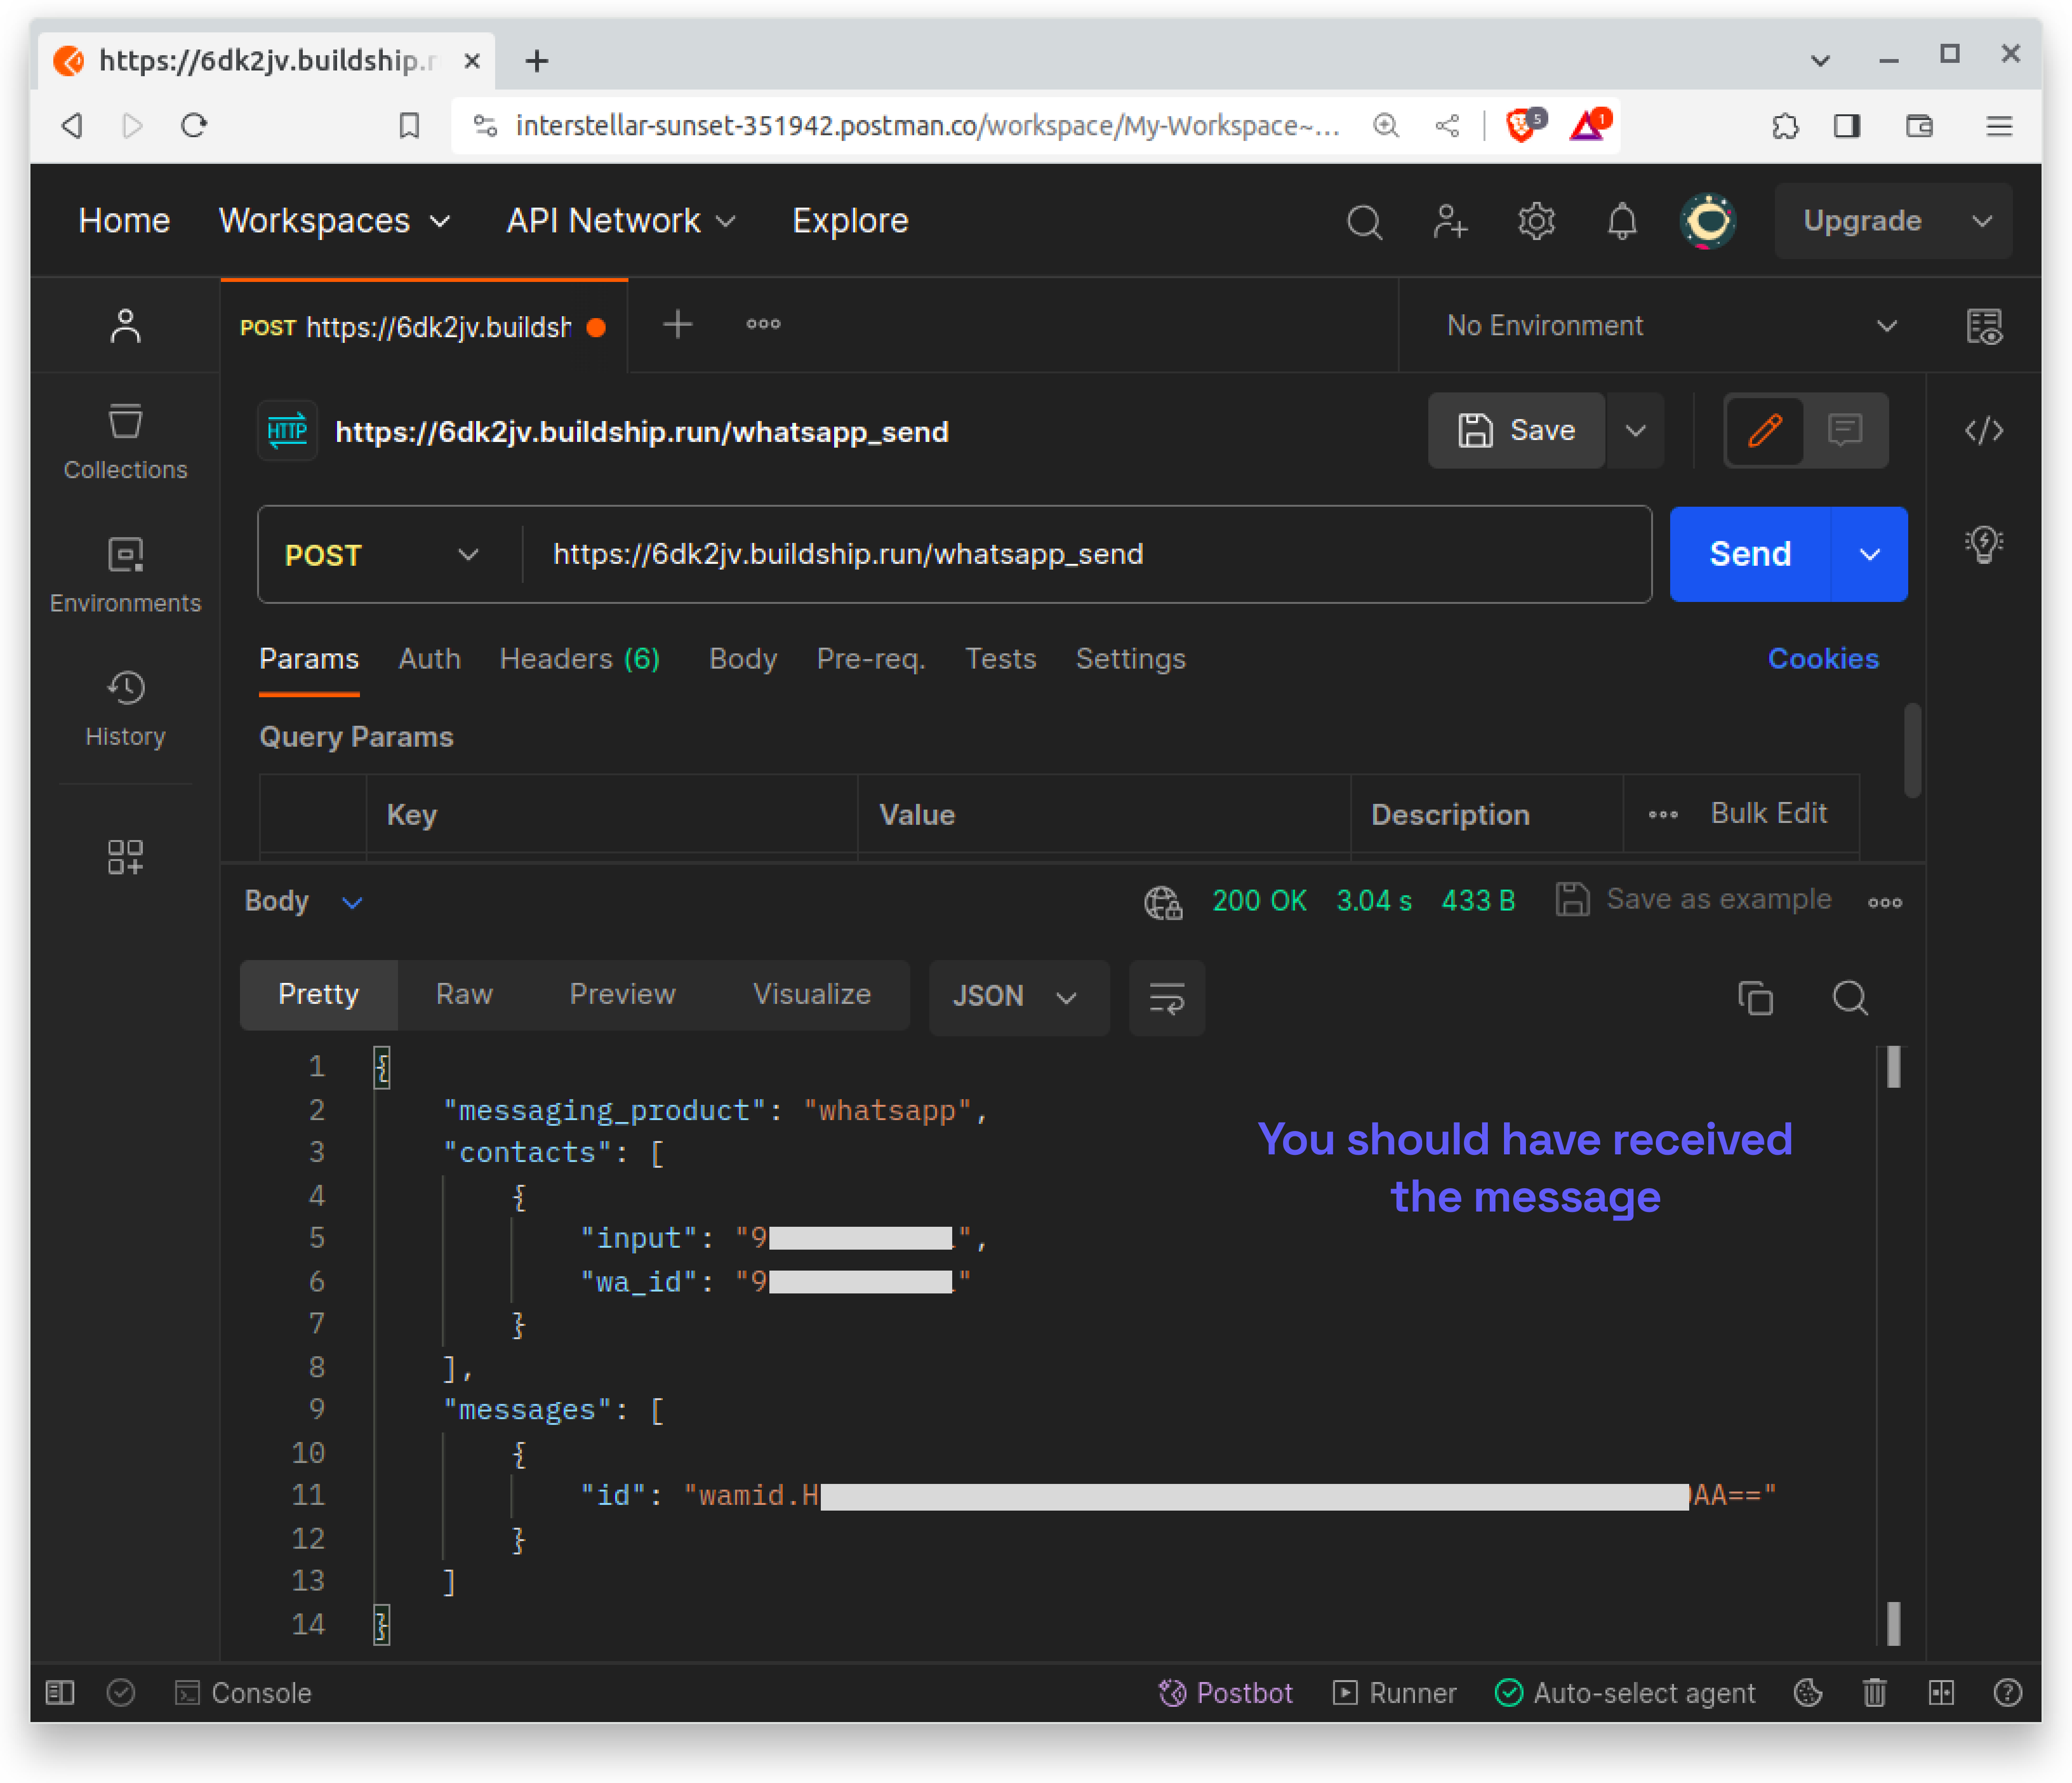 https://6dk2jv.buildship.r
interstellar-sunset-351942.postman.co/workspace/My-Workspace~...
5
1
Home Workspaces API Network Explore
Upgrade
POST https://6dk2jv.buildsh
No Environment
HTTP https://6dk2jv.buildship.run/whatsapp_send
Save
Collections
POST https://6dk2jv.buildship.run/whatsapp_send
Send
Environments
Params Auth Headers (6) Body Pre-req. Tests Settings Cookies
History
Query Params
Key Value Description Bulk Edit
Body 200 OK 3.04 s 433 B Save as example
Pretty Raw Preview Visualize JSON
1 {
2 "messaging_product": "whatsapp",
3 "contacts": [
4 {
5 "input": "9 ",
6 "wa_id": "9 "
7 }
8 ],
9 "messages": [
10 {
11 "id": "wamid.H AA=="
12 }
13 ]
14 }
You should have received
the message
Console Postbot Runner Auto-select agent